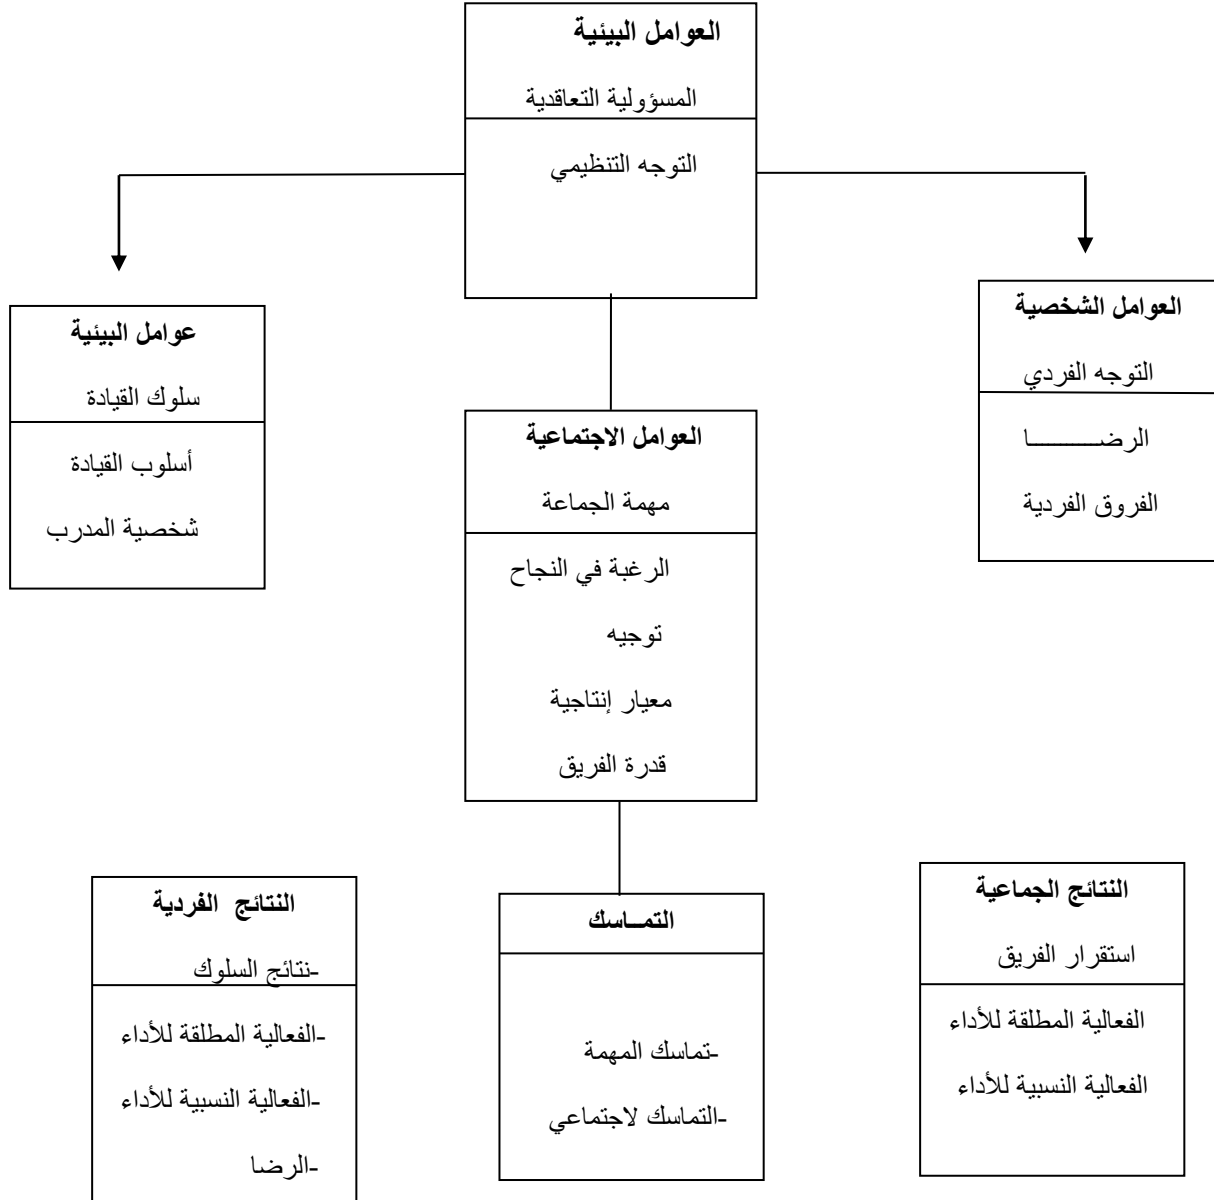 العوامل البيئية
المسؤولية التعاقدية
التوجه التنظيمي
العوامل الشخصية
التوجه الفردي
الرضــــــــا
الفروق الفردية
العوامل الاجتماعية
مهمة الجماعة
الرغبة في النجاح
توجيه
معيار إنتاجية
قدرة الفريق
عوامل البيئية
سلوك القيادة
أسلوب القيادة
شخصية المدرب
النتائج الجماعية
استقرار الفريق
الفعالية المطلقة للأداء
الفعالية النسبية للأداء
التمــاسك
-تماسك المهمة
-التماسك لاجتماعي
النتائج الفردية
-نتائج السلوك
-الفعالية المطلقة للأداء
-الفعالية النسبية للأداء
-الرضا